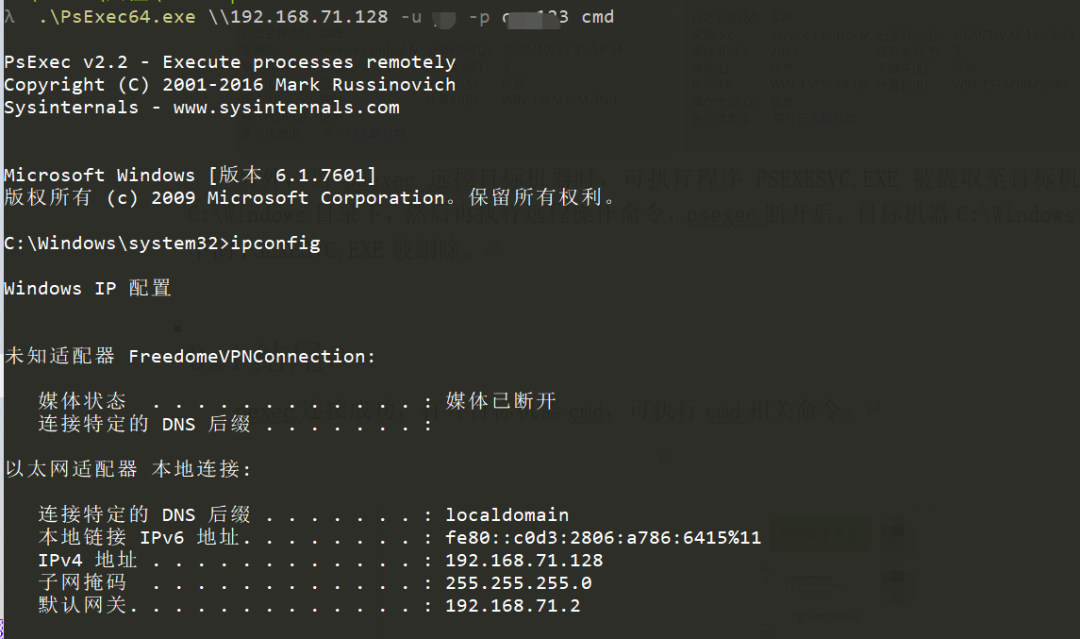 λ .\PsExec64.exe \\192.168.71.128 -u -p cmd
PsExec v2.2 - Execute processes remotely
Copyright (C) 2001-2016 Mark Russinovich
Sysinternals - www.sysinternals.com
Microsoft Windows [版本 6.1.7601]
版权所有 (c) 2009 Microsoft Corporation。保留所有权利。
C:\Windows\system32>ipconfig
Windows IP 配置
未知适配器 FreedomeVPNConnection:
媒体状态 . . . . . . . . . . . . : 媒体已断开
连接特定的 DNS 后缀 . . . . . . . :
以太网适配器 本地连接:
连接特定的 DNS 后缀 . . . . . . . : localdomain
本地链接 IPv6 地址. . . . . . . . : fe80::c0d3:2806:a786:6415%11
IPv4 地址 . . . . . . . . . . . . : 192.168.71.128
子网掩码 . . . . . . . . . . . . : 255.255.255.0
默认网关. . . . . . . . . . . . . : 192.168.71.2